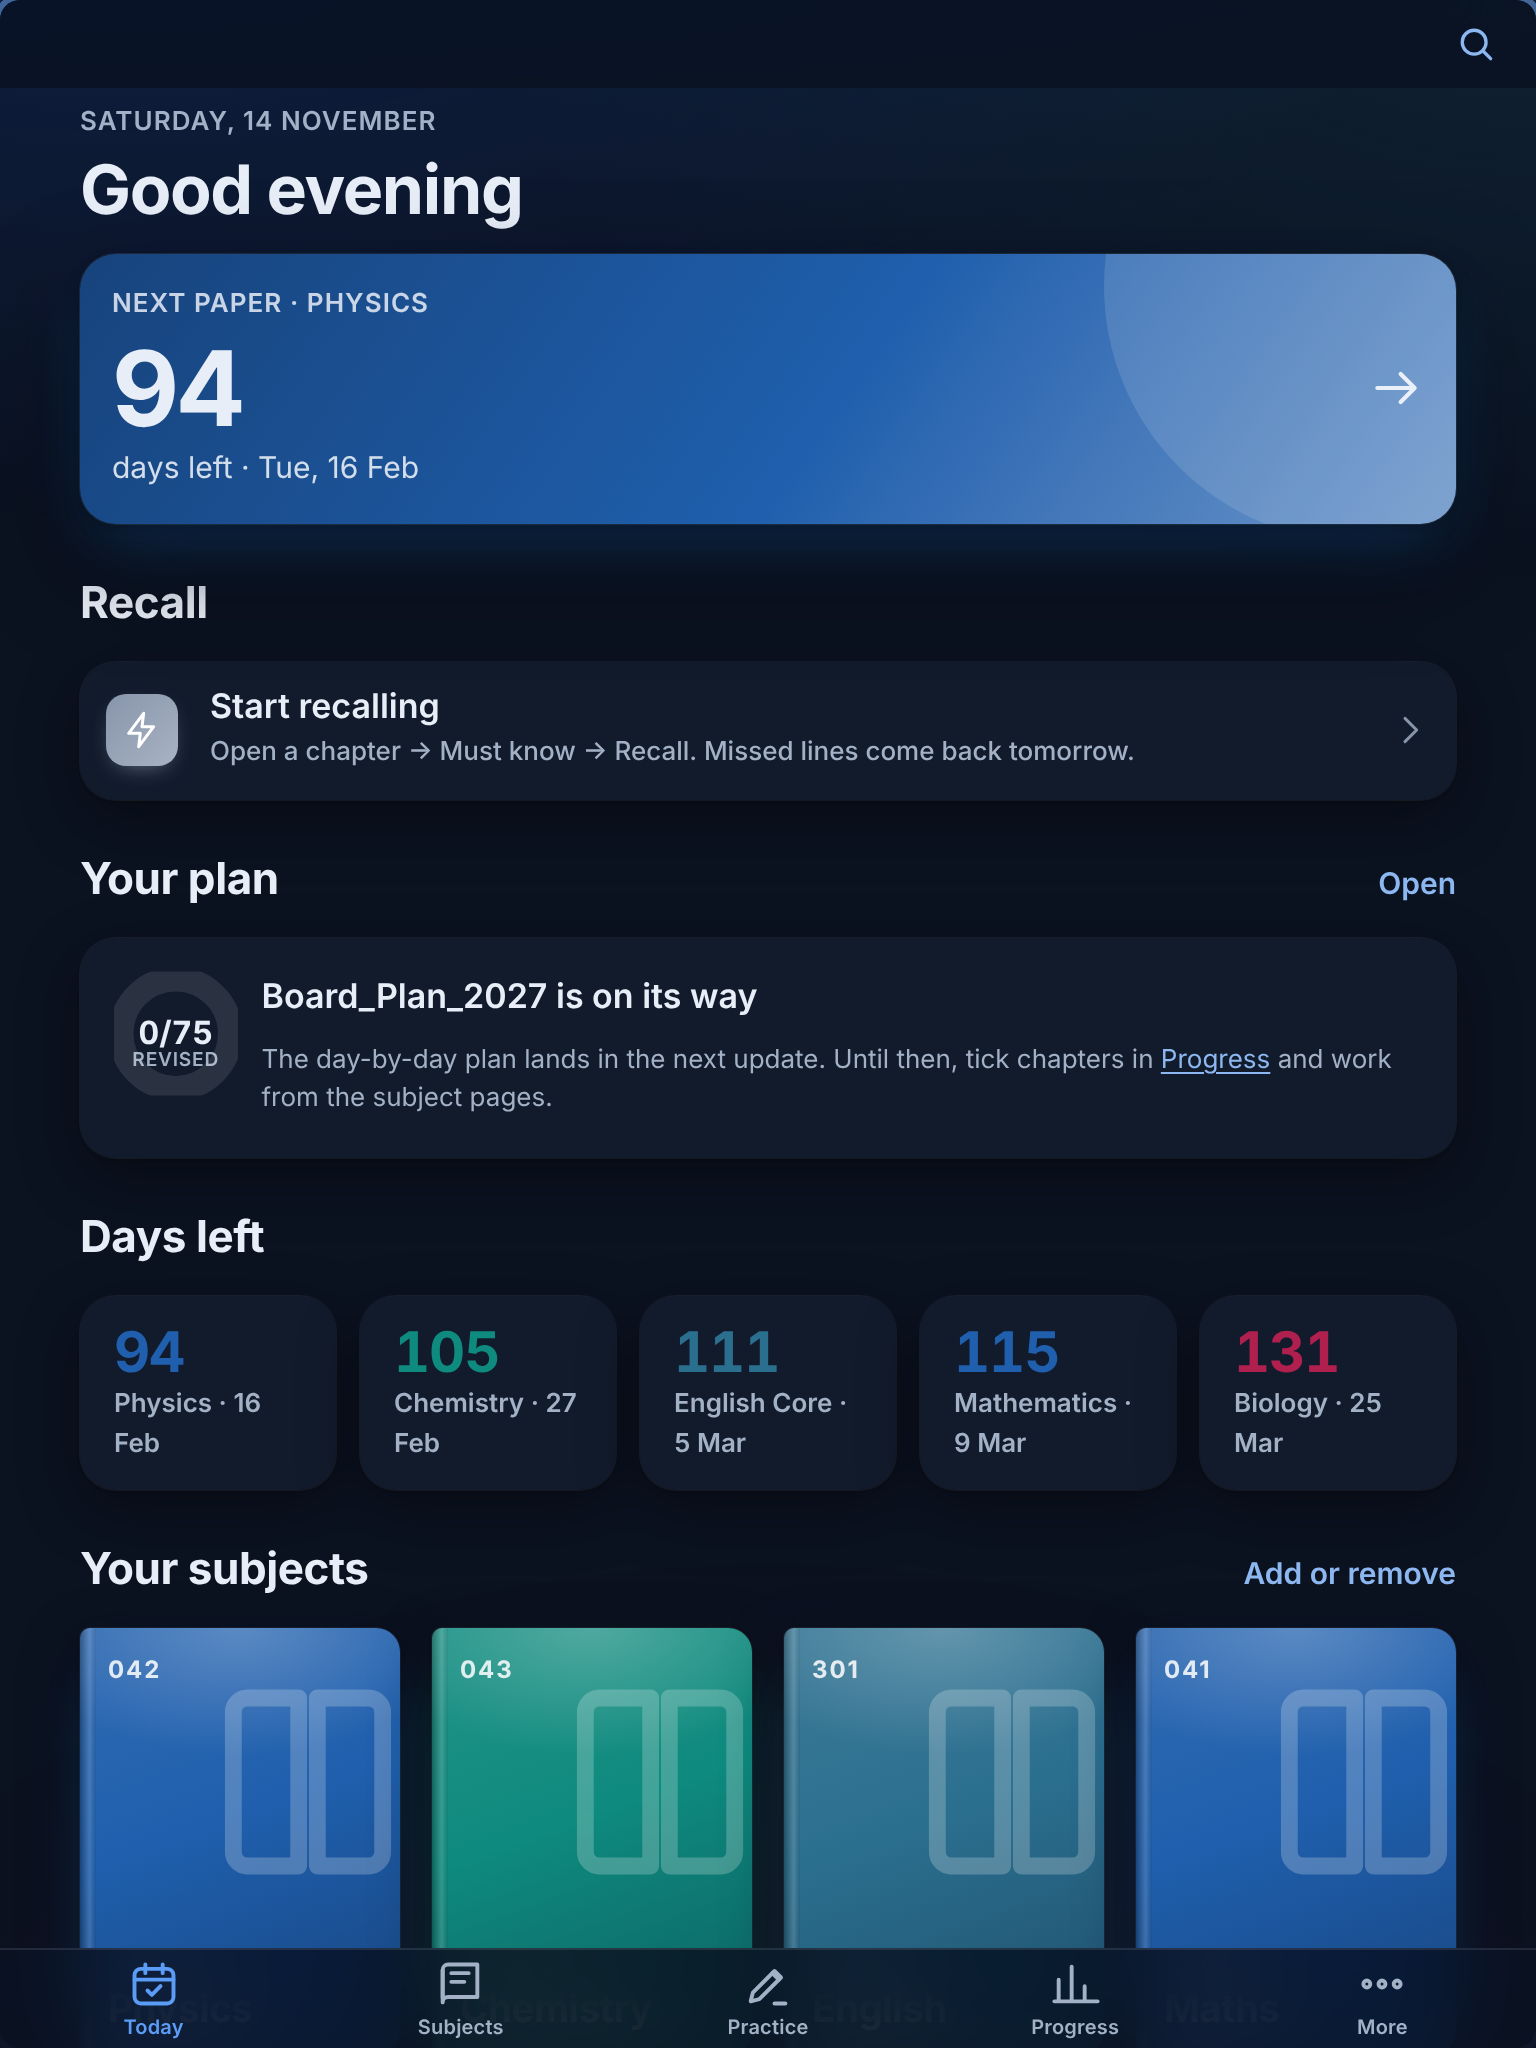 SATURDAY, 14 NOVEMBER
Good evening
NEXT PAPER · PHYSICS
94
days left · Tue, 16 Feb
Recall
Start recalling
Open a chapter → Must know → Recall. Missed lines come back tomorrow.
Your plan
Open
0/75
REVISED
Board_Plan_2027 is on its way
The day-by-day plan lands in the next update. Until then, tick chapters in Progress and work
from the subject pages.
Days left
94
Physics · 16
Feb
105
Chemistry · 27
Feb
111
English Core ·
5 Mar
115
Mathematics ·
9 Mar
131
Biology · 25
Mar
Your subjects
Add or remove
042
043
301
041
Physics
Chemistry
English
Maths
Today
Subjects
Practice
Progress
More